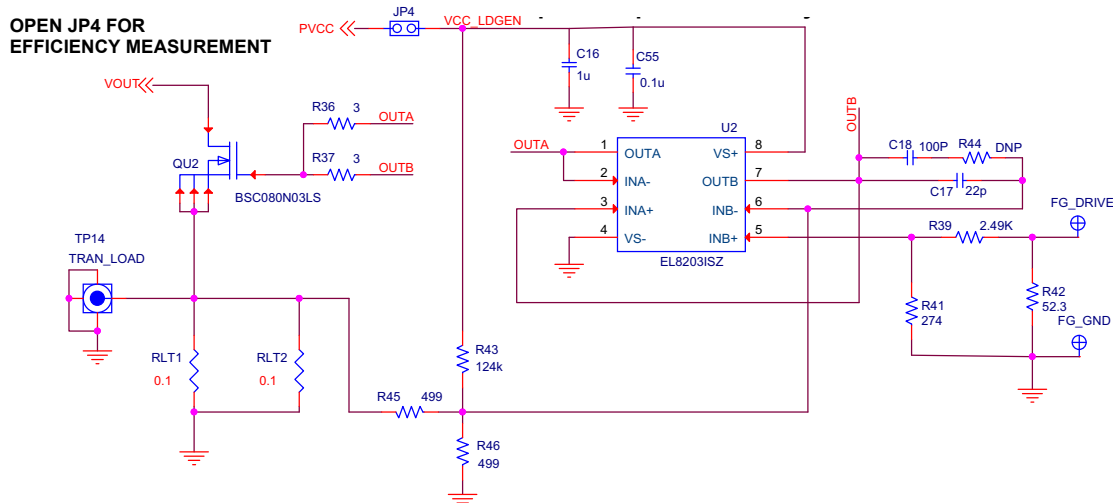 OPEN JP4 FOR
EFFICIENCY MEASUREMENT
JP4
PVCC
VCC_LDGEN
C16
1u
C55
0.1u
VOUT
R36 3
OUTA
R37 3
OUTB
QU2
BSC080N03LS
TP14
TRAN_LOAD
RLT1
0.1
RLT2
0.1
R45 499
R43
124k
R46
499
OUTA
U2
1 OUTA VS+ 8
2 INA- OUTB 7
3 INA+ INB- 6
4 VS- INB+ 5
EL8203ISZ
OUTB
C18 100P R44 DNP
C17 22p
R39 2.49K
FG_DRIVE
R41
274
R42
52.3
FG_GND